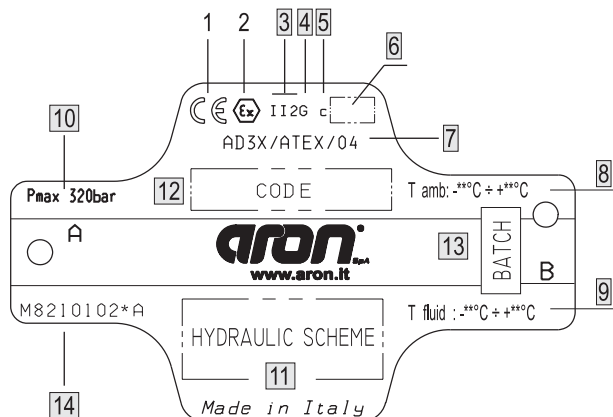 1 2 3 4 5
6
CE Ex II2G c
7
AD3X/ATEX/04
10
12 CODE
8
Pmax 320bar
T amb: -**°C ÷ +**°C
A
aron S.p.A
www.aron.it
13 BATCH
B
9
M8210102*A
T fluid : -**°C ÷ +**°C
HYDRAULIC SCHEME
11
14
Made in Italy